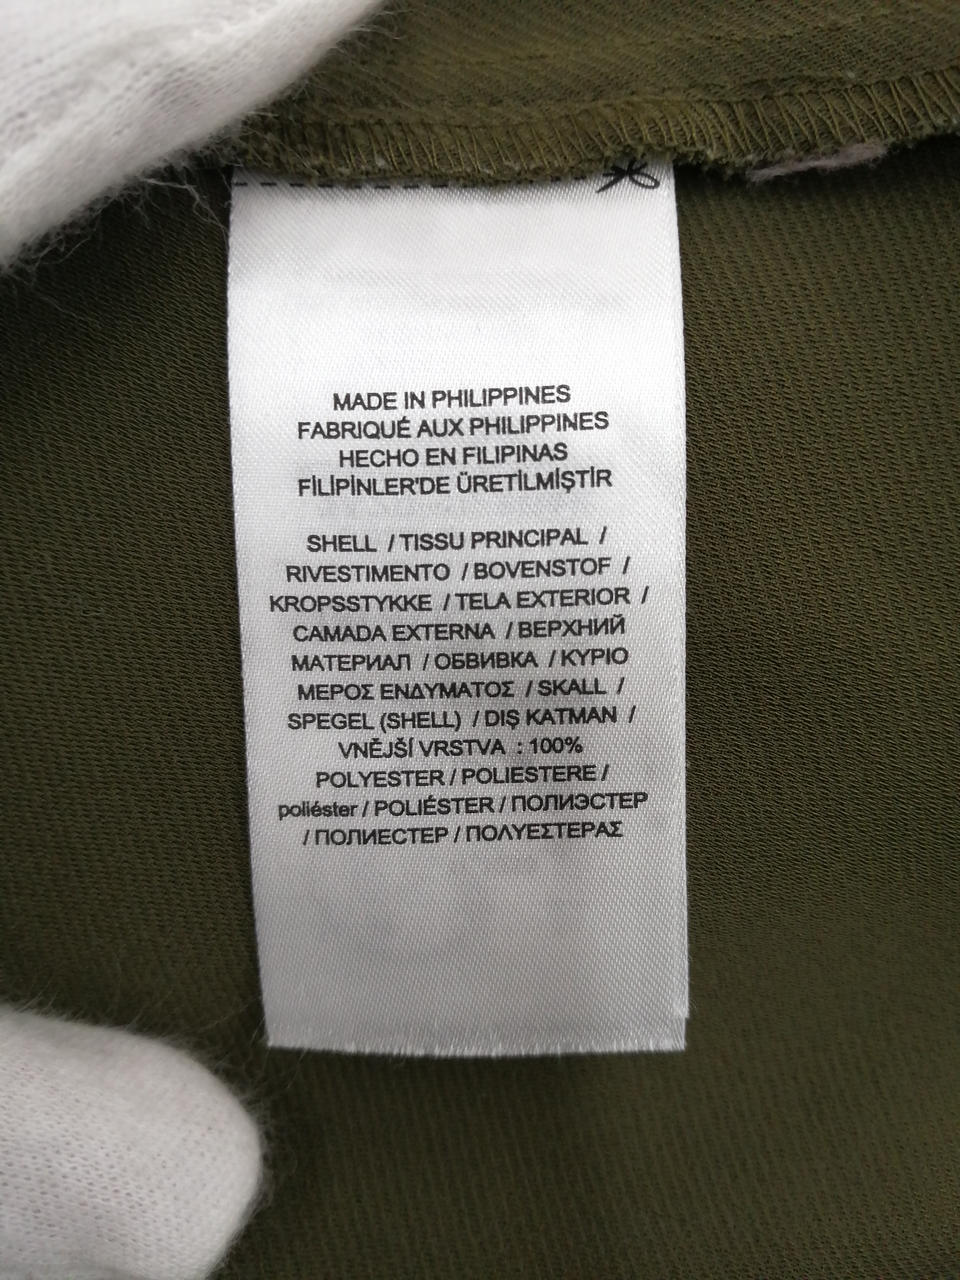 MADE IN PHILIPPINES
FABRIQUÉ AUX PHILIPPINES
HECHO EN FILIPINAS
FİLİPİNLER'DE ÜRETİLMİŞTİR
SHELL / TISSU PRINCIPAL /
RIVESTIMENTO / BOVENSTOF /
KROPSSTYKKE / TELA EXTERIOR /
CAMADA EXTERNA / ВЕРХНИЙ
МАТЕРИАЛ / ОБВИВКА / ΚΥΡΙΟ
ΜΕΡΟΣ ΕΝΔΥΜΑΤΟΣ / SKALL /
SPEGEL (SHELL) / DIŞ KATMAN /
VNĚJŠÍ VRSTVA : 100%
POLYESTER / POLIESTERE /
poliéster / POLIÉSTER / ПОЛИЭСТЕР
/ ПОЛИЕСТЕР / ΠΟΛΥΕΣΤΕΡΑΣ